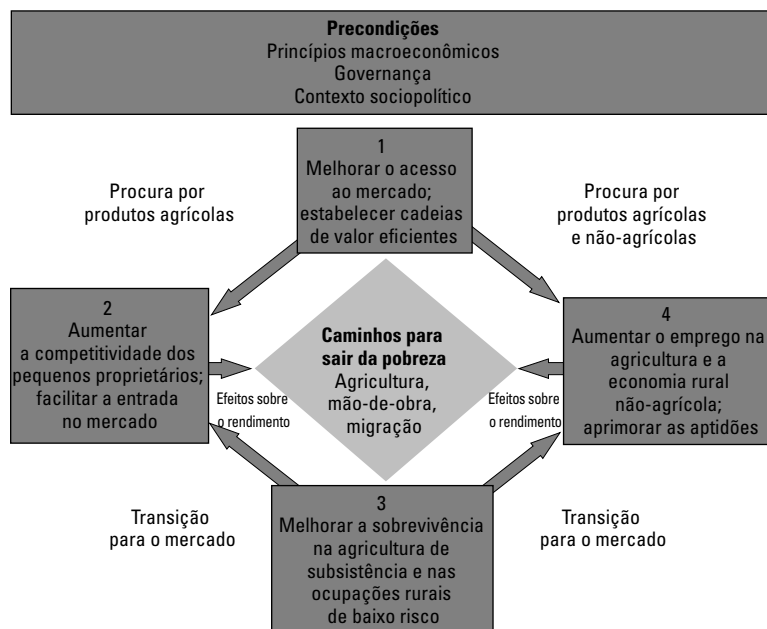 Precondições
Princípios macroeconômicos
Governança
Contexto sociopolítico
1
Melhorar o acesso
ao mercado;
estabelecer cadeias
de valor eficientes
Procura por
produtos agrícolas
Procura por
produtos agrícolas
e não-agrícolas
2
Aumentar
a competitividade dos
pequenos proprietários;
facilitar a entrada
no mercado
Efeitos sobre
o rendimento
Caminhos para
sair da pobreza
Agricultura,
mão-de-obra,
migração
Efeitos sobre
o rendimento
4
Aumentar o emprego na
agricultura e a
economia rural
não-agrícola;
aprimorar as aptidões
Transição
para o mercado
3
Melhorar a sobrevivência
na agricultura de
subsistência e nas
ocupações rurais
de baixo risco
Transição
para o mercado